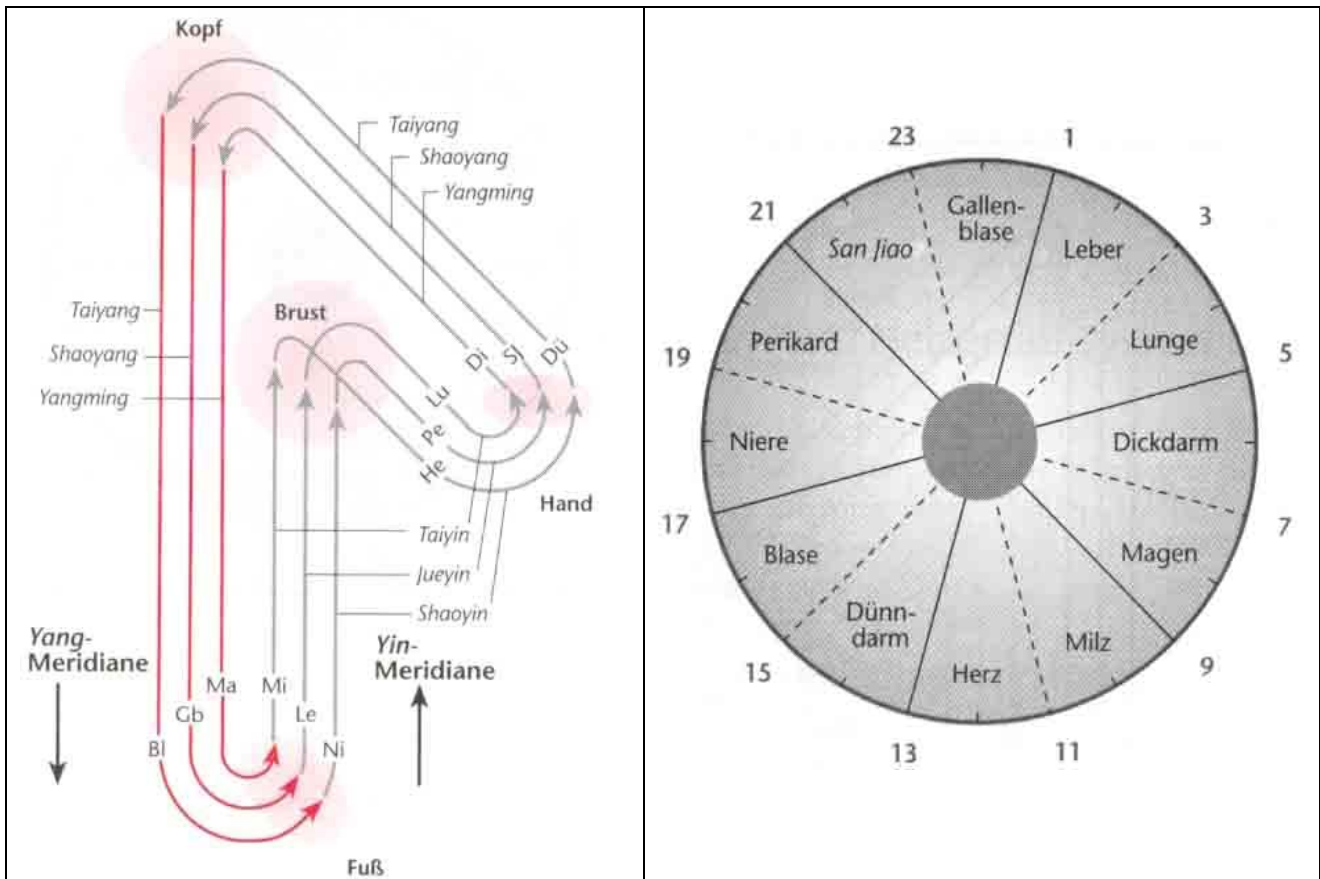 Kopf
Taiyang
Shaoyang
Yangming
Taiyang
Shaoyang
Yangming
Brust
Di
SJ
Dü
Lu
Pe
He
Hand
Taiyin
Jueyin
Shaoyin
Yang-
Meridiane
Yin-
Meridiane
Ma
Mi
Gb
Le
Bl
Ni
Fuß
23
1
Gallen-
blase
21
3
San Jiao
Leber
Perikard
Lunge
19
5
Niere
Dickdarm
17
7
Blase
Magen
Dünn-
darm
Milz
Herz
15
9
13
11